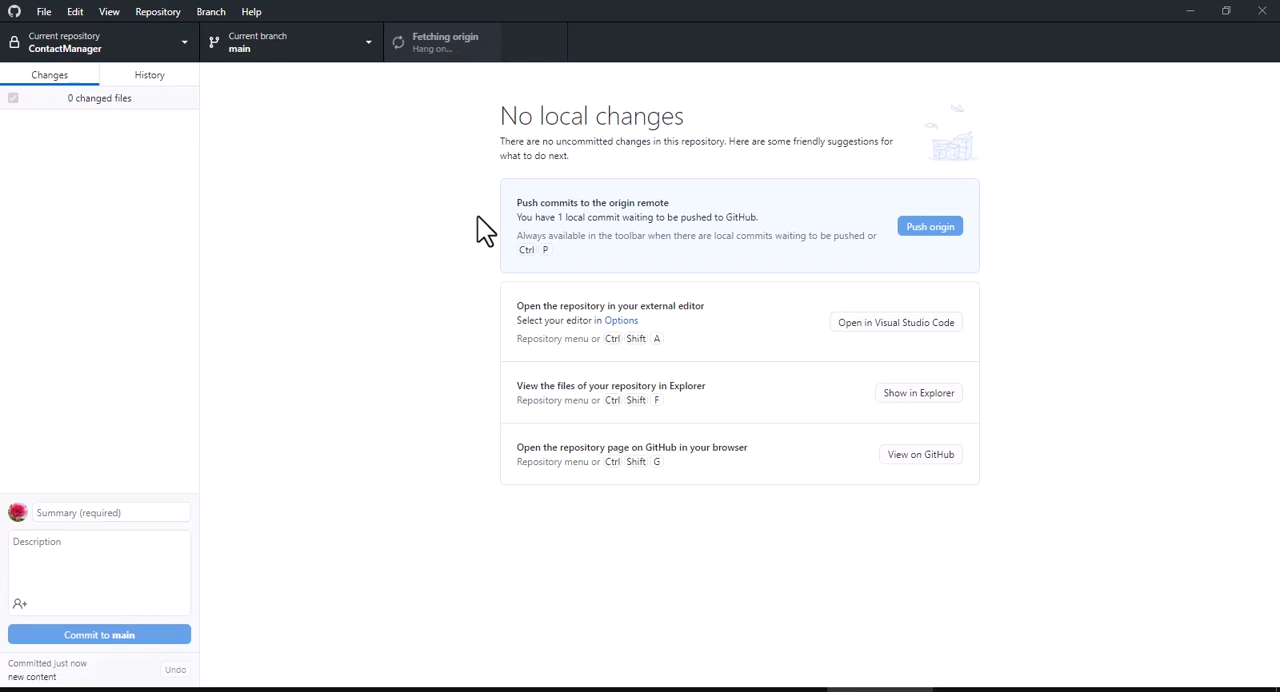 File Edit View Repository Branch Help
Current repository
ContactManager
Current branch
main
Fetching origin
Hang on...
Changes
History
0 changed files
No local changes
There are no uncommitted changes in this repository. Here are some friendly suggestions for
what to do next.
Push commits to the origin remote
You have 1 local commit waiting to be pushed to GitHub.
Always available in the toolbar when there are local commits waiting to be pushed or
Ctrl P
Push origin
Open the repository in your external editor
Select your editor in Options
Repository menu or Ctrl Shift A
Open in Visual Studio Code
View the files of your repository in Explorer
Repository menu or Ctrl Shift F
Show in Explorer
Open the repository page on GitHub in your browser
Repository menu or Ctrl Shift G
View on GitHub
Summary (required)
Description
Commit to main
Committed just now
new content
Undo